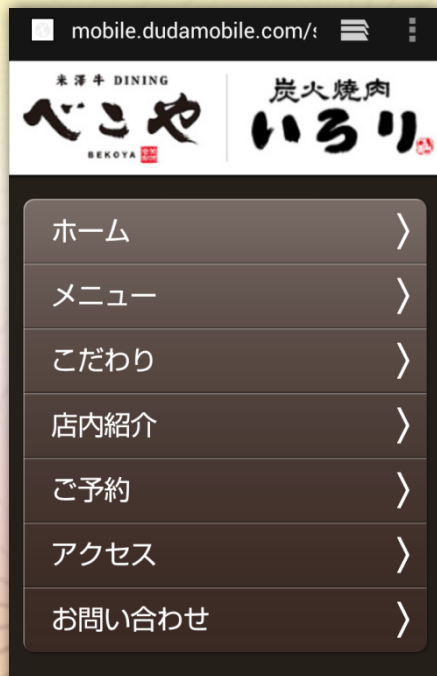 mobile.dudamobile.com/s
米澤牛 DINING
べこや
BEKOYA
炭火焼肉
いろり
ホーム
メニュー
こだわり
店内紹介
ご予約
アクセス
お問い合わせ